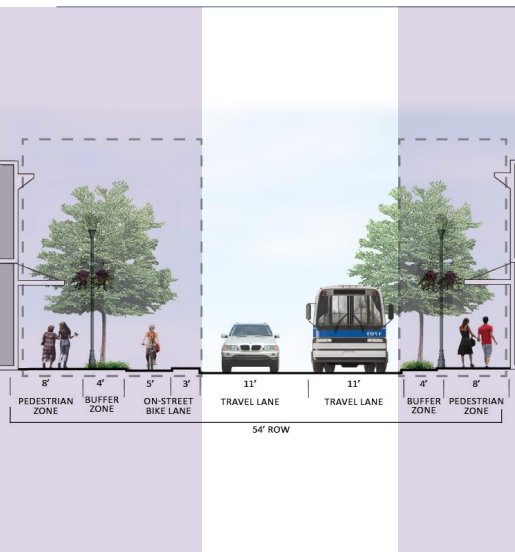 8’ 4’ 5’ 3’ 11’ 11’ 4’ 8’
PEDESTRIAN
ZONE
BUFFER
ZONE
ON-STREET
BIKE LANE
TRAVEL LANE
TRAVEL LANE
BUFFER
ZONE
PEDESTRIAN
ZONE
54’ ROW